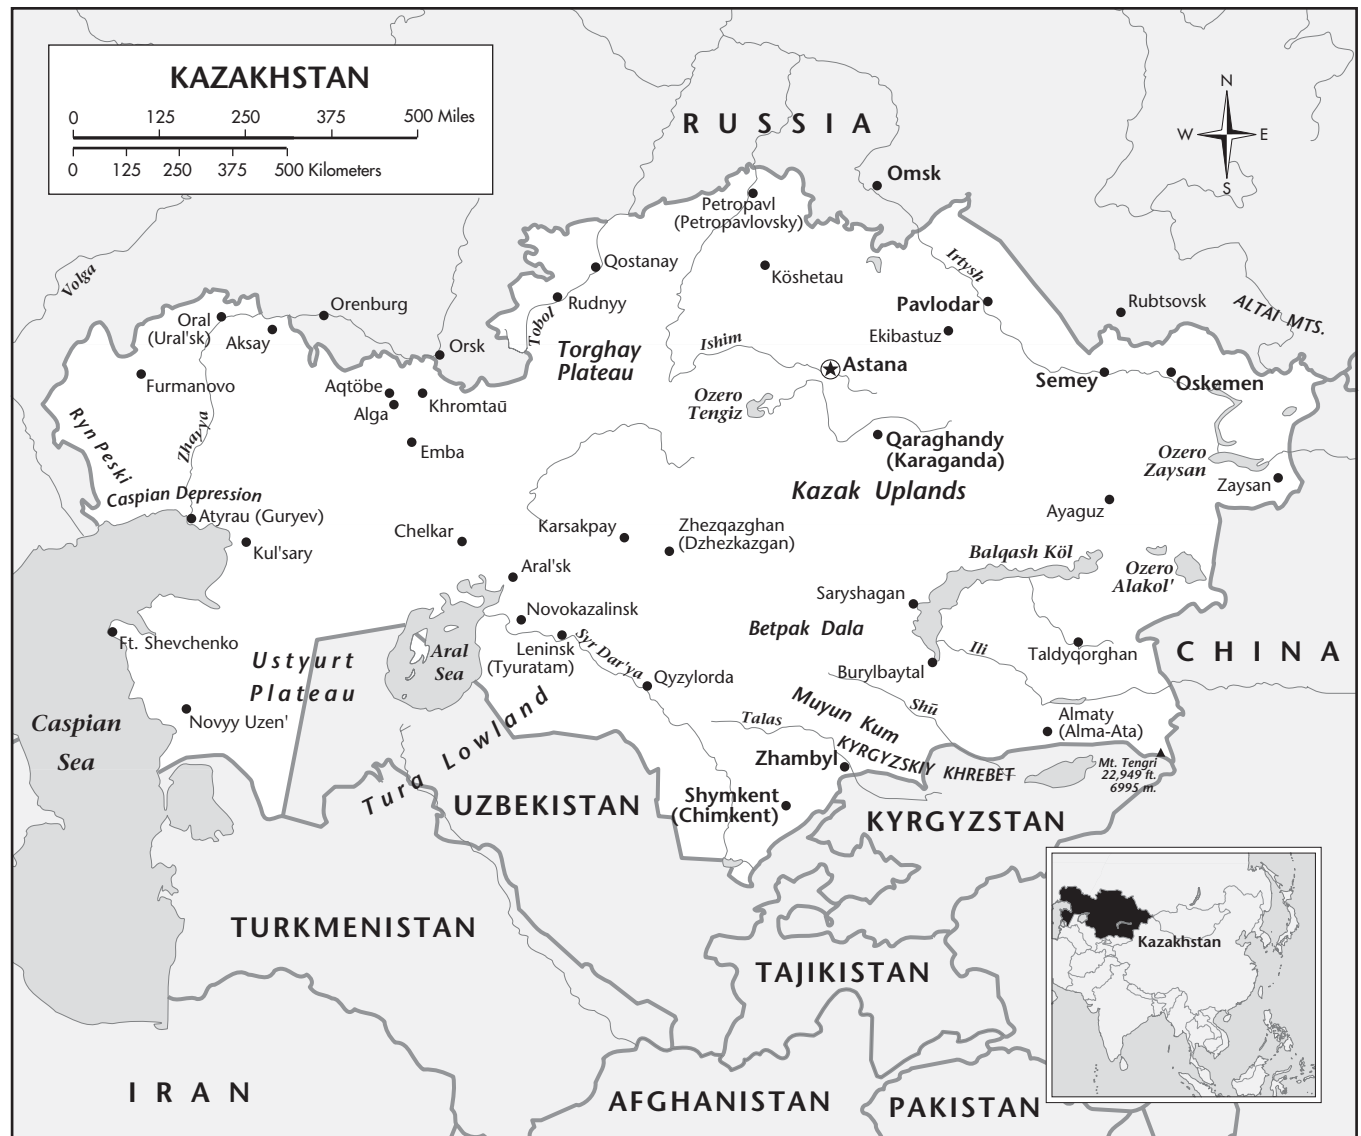 KAZAKHSTAN
0 125 250 375 500 Miles
0 125 250 375 500 Kilometers
RUSSIA
N
W E
S
Omsk
Petropavl
(Petropavlovsky)
Volga
Qostanay
Köshetau
Irtysh
Orenburg
Rudnyy
Pavlodar
Rubtsovsk
ALTAI MTS.
Oral
(Ural'sk)
Aksay
Tobol
Ekibastuz
Orsk
Torghay
Plateau
Ishim
Astana
Furmanovo
Aqtöbe
Alga
Khromtaū
Semey
Oskemen
Ozero
Tengiz
Ryn Peski
Zhayya
Emba
Qaraghandy
(Karaganda)
Ozero
Zaysan
Zaysan
Caspian Depression
Kazak Uplands
Atyrau (Guryev)
Ayaguz
Kul'sary
Chelkar
Karsakpay
Zhezqazghan
(Dzhezkazgan)
Balqash Köl
Ozero
Alakol'
Aral'sk
Saryshagan
Novokazalinsk
Betpak Dala
Ft. Shevchenko
Leninsk
(Tyuratam)
Syr Dar'ya
Aral
Sea
Ustyurt
Plateau
Ili
Taldyqorghan
CHINA
Burylbaytal
Qyzylorda
Muyun Kum
Shū
Novyy Uzen'
Caspian
Sea
Talas
Almaty
(Alma-Ata)
Tura Lowland
Zhambyl
KYRGYZSKIY KHREBET
Mt. Tengri
22,949 ft.
6995 m.
UZBEKISTAN
Shymkent
(Chimkent)
KYRGYZSTAN
TURKMENISTAN
Kazakhstan
TAJIKISTAN
IRAN
AFGHANISTAN
PAKISTAN